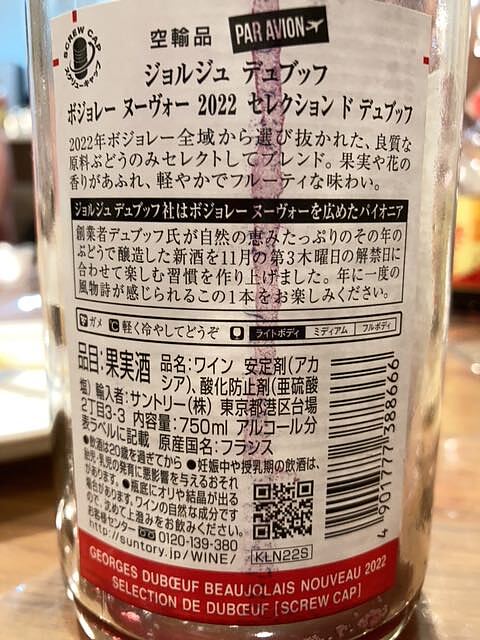 SCREW CAP
スクリューキャップ
空輸品 PAR AVION
ジョルジュ デュブッフ
ボジョレー ヌーヴォー 2022 セレクション ド デュブッフ
2022年ボジョレー全域から選び抜かれた、良質な
原料ぶどうのみセレクトしてブレンド。果実や花の
香りがあふれ、軽やかでフルーティな味わい。
ジョルジュ デュブッフ社はボジョレー ヌーヴォーを広めたパイオニア
創業者デュブッフ氏が自然の恵みたっぷりのその年の
ぶどうで醸造した新酒を11月の第3木曜日の解禁日に
合わせて楽しむ習慣を作り上げました。年に一度の
風物詩が感じられるこの1本をお楽しみください。
ガメ 軽く冷やしてどうぞ ライトボディ ミディアム フルボディ
品目:果実酒 品名:ワイン 安定剤(アカ
シア)、酸化防止剤(亜硫酸
塩) 輸入者:サントリー(株) 東京都港区台場
2丁目3-3 内容量:750ml アルコール分
表ラベルに記載 原産国名:フランス
●飲酒は20歳を過ぎてから ●妊娠中や授乳期の飲酒は、
胎児・乳児の発育に悪影響を与えるおそれ
があります。●瓶底にオリや結晶が出る
場合があります。ワインの自然な成分です
ので、沈めて上澄みをお飲みください。
お客様センター 0120-139-380
http://suntory.jp/WINE/ KLN22S
4 901777 388666
GEORGES DUBŒUF BEAUJOLAIS NOUVEAU 2022
SELECTION DE DUBŒUF [SCREW CAP]